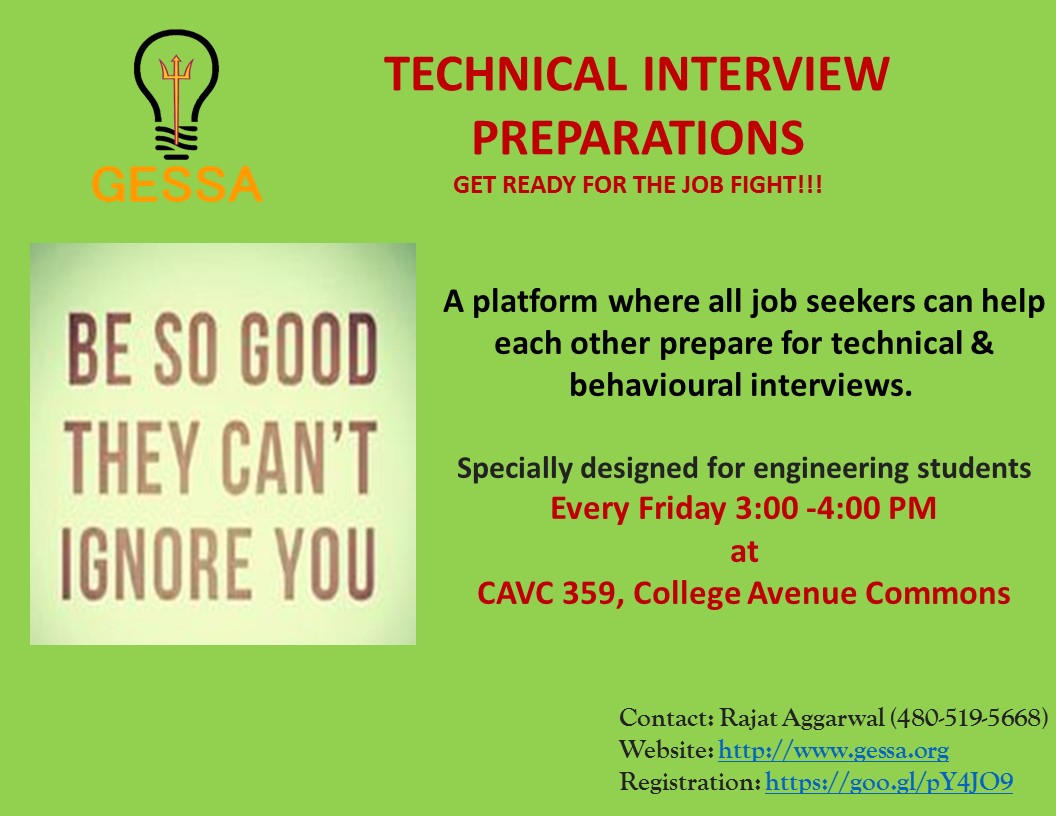 GESSA
TECHNICAL INTERVIEW
PREPARATIONS
GET READY FOR THE JOB FIGHT!!!
BE SO GOOD
THEY CAN'T
IGNORE YOU
A platform where all job seekers can help
each other prepare for technical &
behavioural interviews.
Specially designed for engineering students
Every Friday 3:00 -4:00 PM
at
CAVC 359, College Avenue Commons
Contact: Rajat Aggarwal (480-519-5668)
Website: http://www.gessa.org
Registration: https://goo.gl/pY4JO9